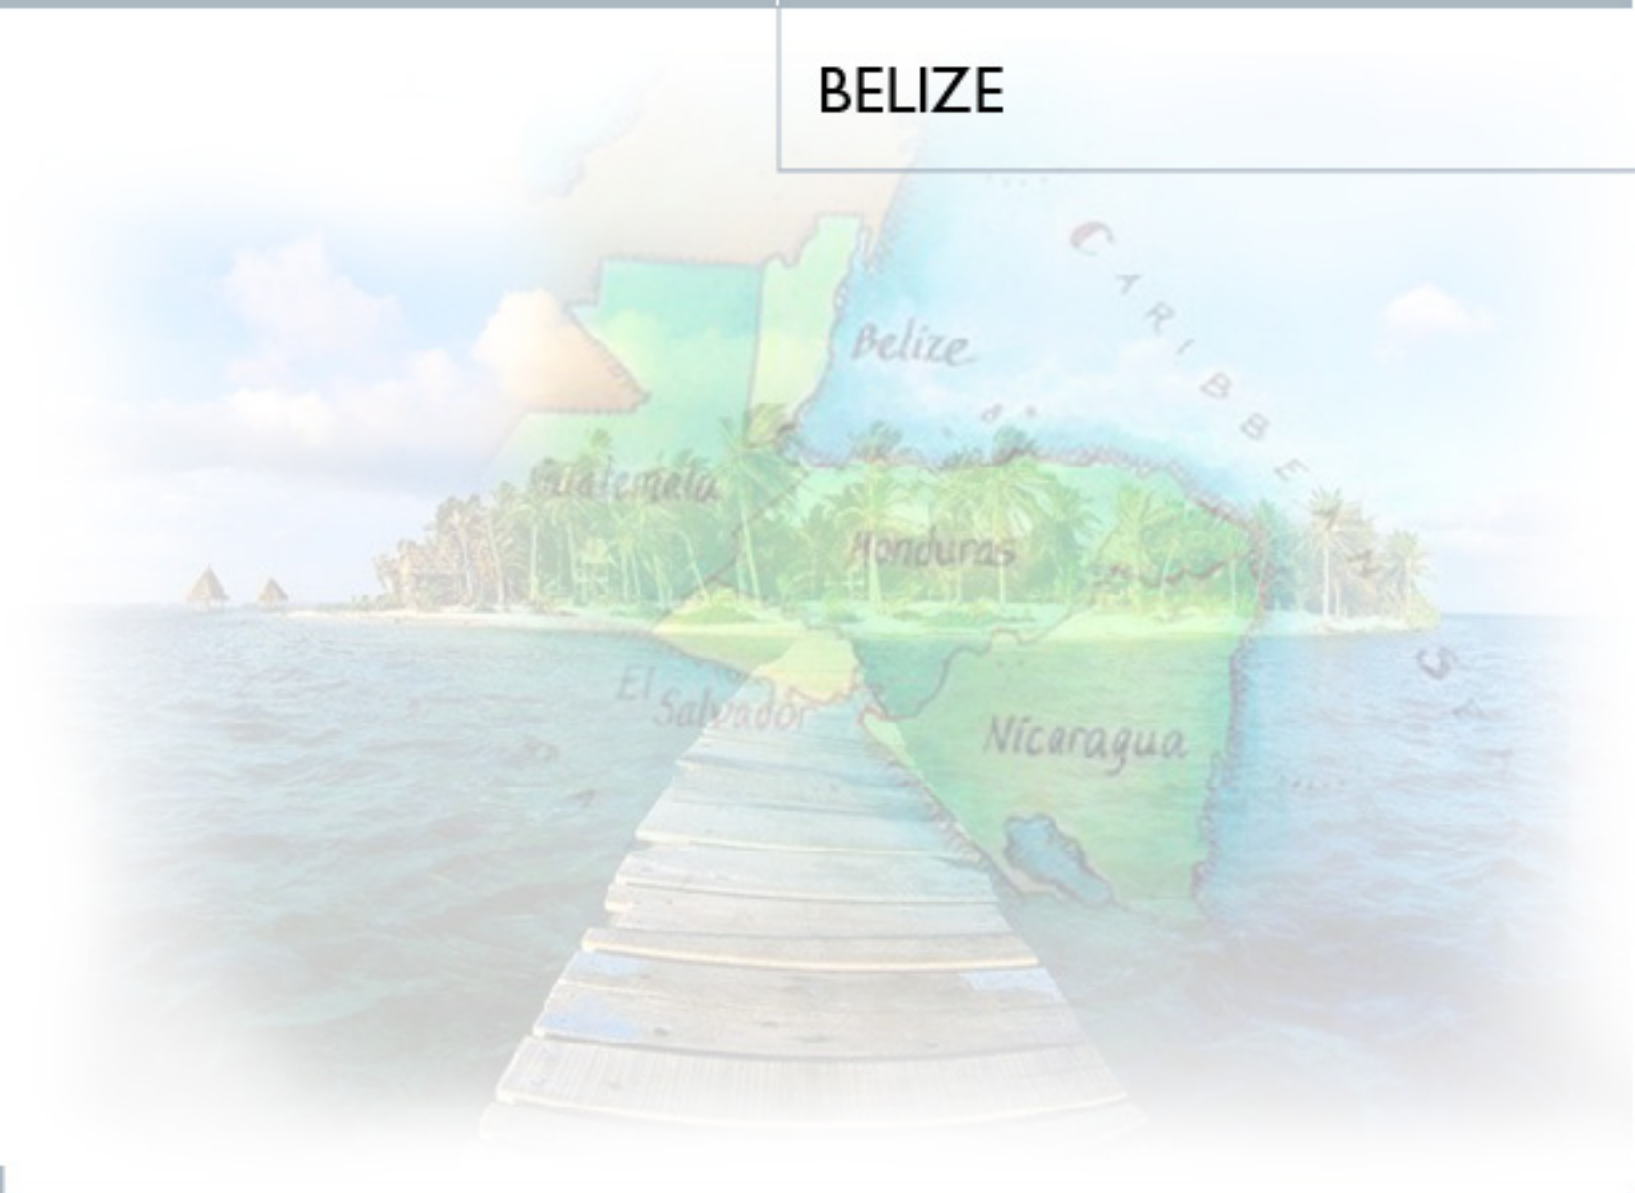 BELIZE
CARIBBEAN
Belize
Guatemala
Honduras
S
El
Salvador
Nicaragua